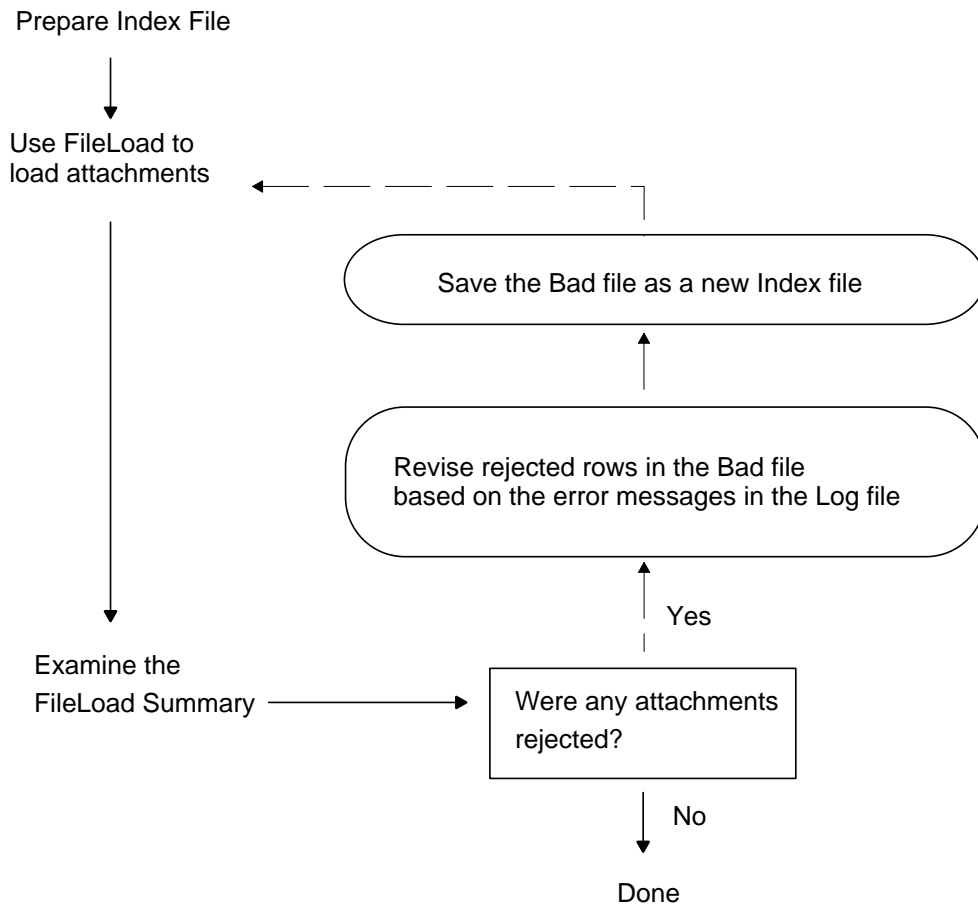 Prepare Index File
Use FileLoad to
load attachments
Save the Bad file as a new Index file
Revise rejected rows in the Bad file
based on the error messages in the Log file
Yes
Examine the
FileLoad Summary
Were any attachments
rejected?
No
Done